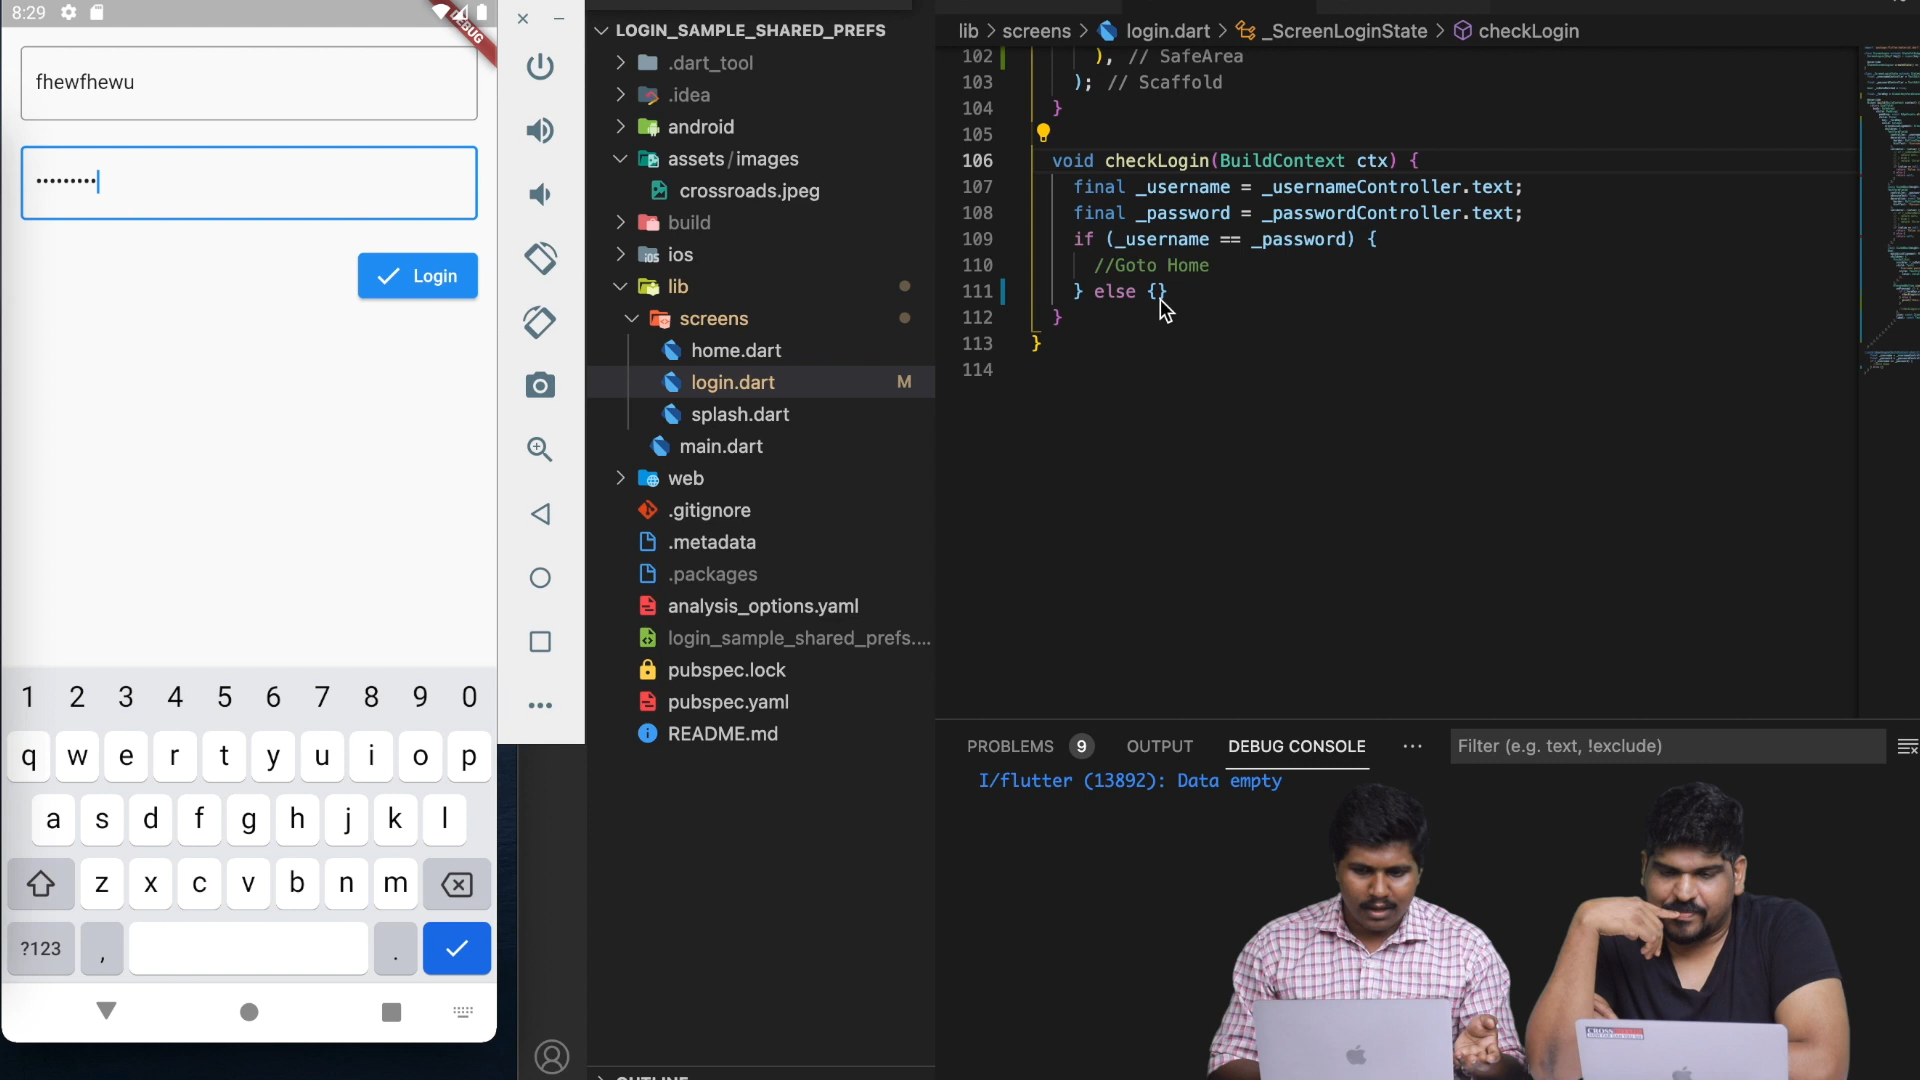 8:29
DEBUG
fhewfhewu
•••••••••
Login
1 2 3 4 5 6 7 8 9 0
q w e r t y u i o p
a s d f g h j k l
z x c v b n m
?123 , .
LOGIN_SAMPLE_SHARED_PREFS
.dart_tool
.idea
android
assets/images
crossroads.jpeg
build
ios
lib
screens
home.dart
login.dart M
splash.dart
main.dart
web
.gitignore
.metadata
.packages
analysis_options.yaml
login_sample_shared_prefs....
pubspec.lock
pubspec.yaml
README.md
lib > screens > login.dart > _ScreenLoginState > checkLogin
102 ), // SafeArea
103 ); // Scaffold
104 }
105
106 void checkLogin(BuildContext ctx) {
107 final _username = _usernameController.text;
108 final _password = _passwordController.text;
109 if (_username == _password) {
110 //Goto Home
111 } else {}
112 }
113 }
114
PROBLEMS 9 OUTPUT DEBUG CONSOLE ... Filter (e.g. text, !exclude)
I/flutter (13892): Data empty